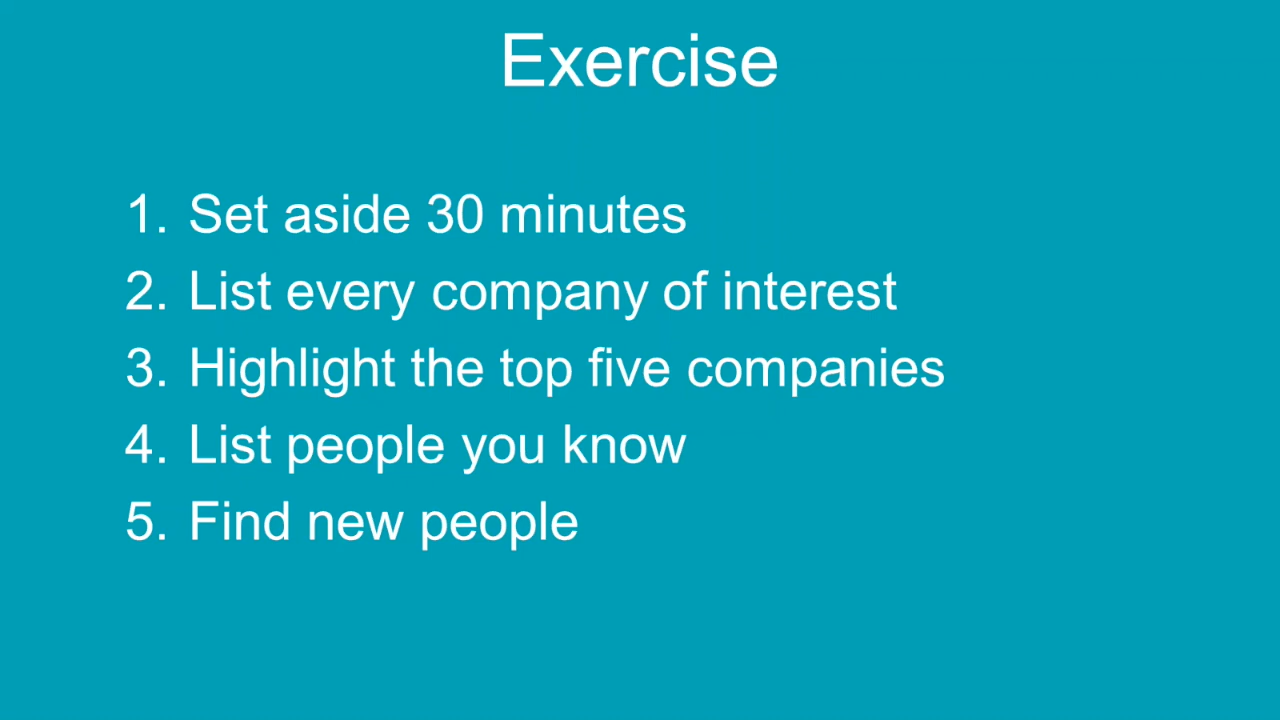 Exercise
1. Set aside 30 minutes
2. List every company of interest
3. Highlight the top five companies
4. List people you know
5. Find new people